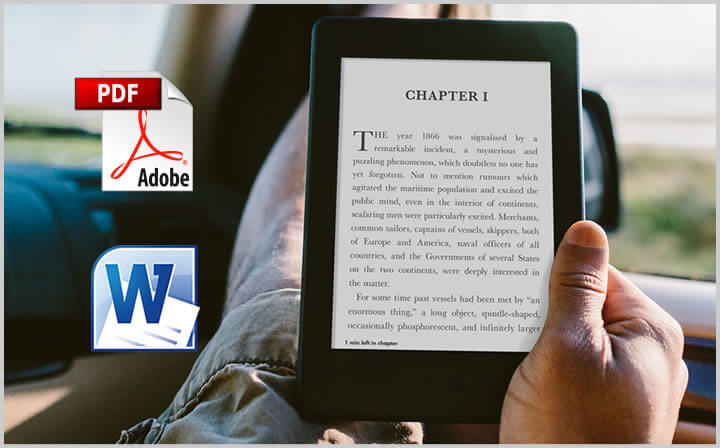 PDF
Adobe
W
CHAPTER I
THE year 1866 was signalised by a
remarkable incident, a mysterious and
puzzling phenomenon, which doubtless no one has
yet forgotten. Not to mention rumours which
agitated the maritime population and excited the
public mind, even in the interior of continents,
seafaring men were particularly excited. Merchants,
common sailors, captains of vessels, skippers, both
of Europe and America, naval officers of all
countries, and the Governments of several States
on the two continents, were deeply interested in
the matter.
For some time past vessels had been met by “an
enormous thing,” a long object, spindle-shaped,
occasionally phosphorescent, and infinitely larger
1 min left in chapter